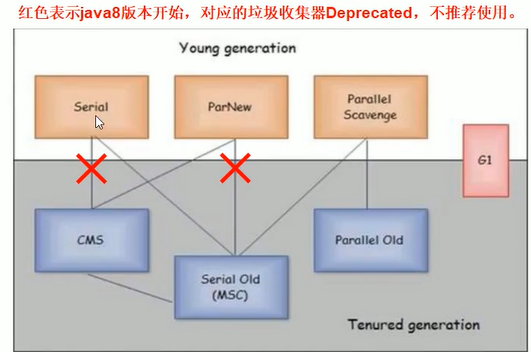 红色表示java8版本开始，对应的垃圾收集器Deprecated，不推荐使用。
Young generation
Serial
ParNew
Parallel
Scavenge
G1
CMS
Serial Old
(MSC)
Parallel Old
Tenured generation